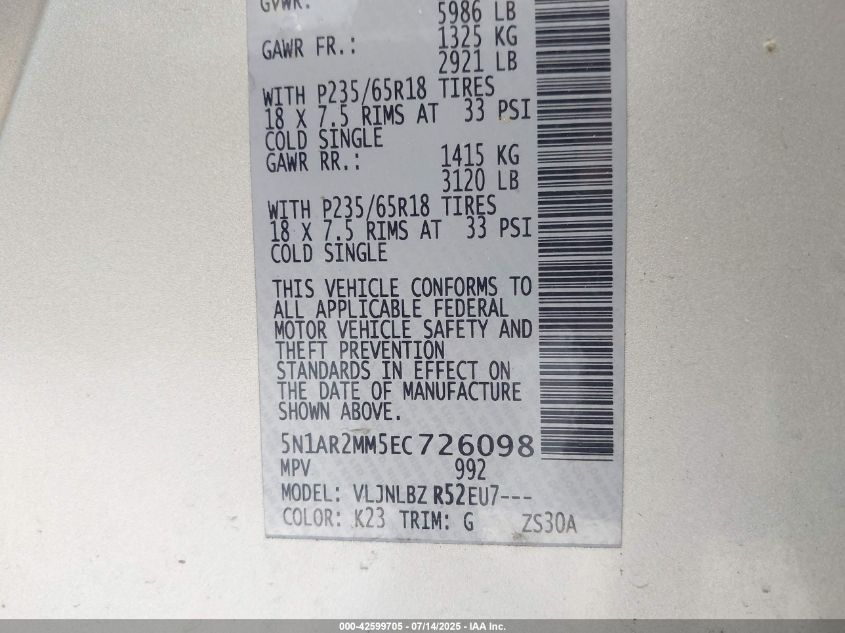 GVWR:
5986 LB
GAWR FR.: 1325 KG
2921 LB
WITH P235/65R18 TIRES
18 X 7.5 RIMS AT 33 PSI
COLD SINGLE
GAWR RR.: 1415 KG
3120 LB
WITH P235/65R18 TIRES
18 X 7.5 RIMS AT 33 PSI
COLD SINGLE
THIS VEHICLE CONFORMS TO
ALL APPLICABLE FEDERAL
MOTOR VEHICLE SAFETY AND
THEFT PREVENTION
STANDARDS IN EFFECT ON
THE DATE OF MANUFACTURE
SHOWN ABOVE.
5N1AR2MM5EC726098
MPV 992
MODEL: VLJNLBZ R52EU7---
COLOR: K23 TRIM: G ZS30A
000-42599705 - 07/14/2025 - IAA Inc.